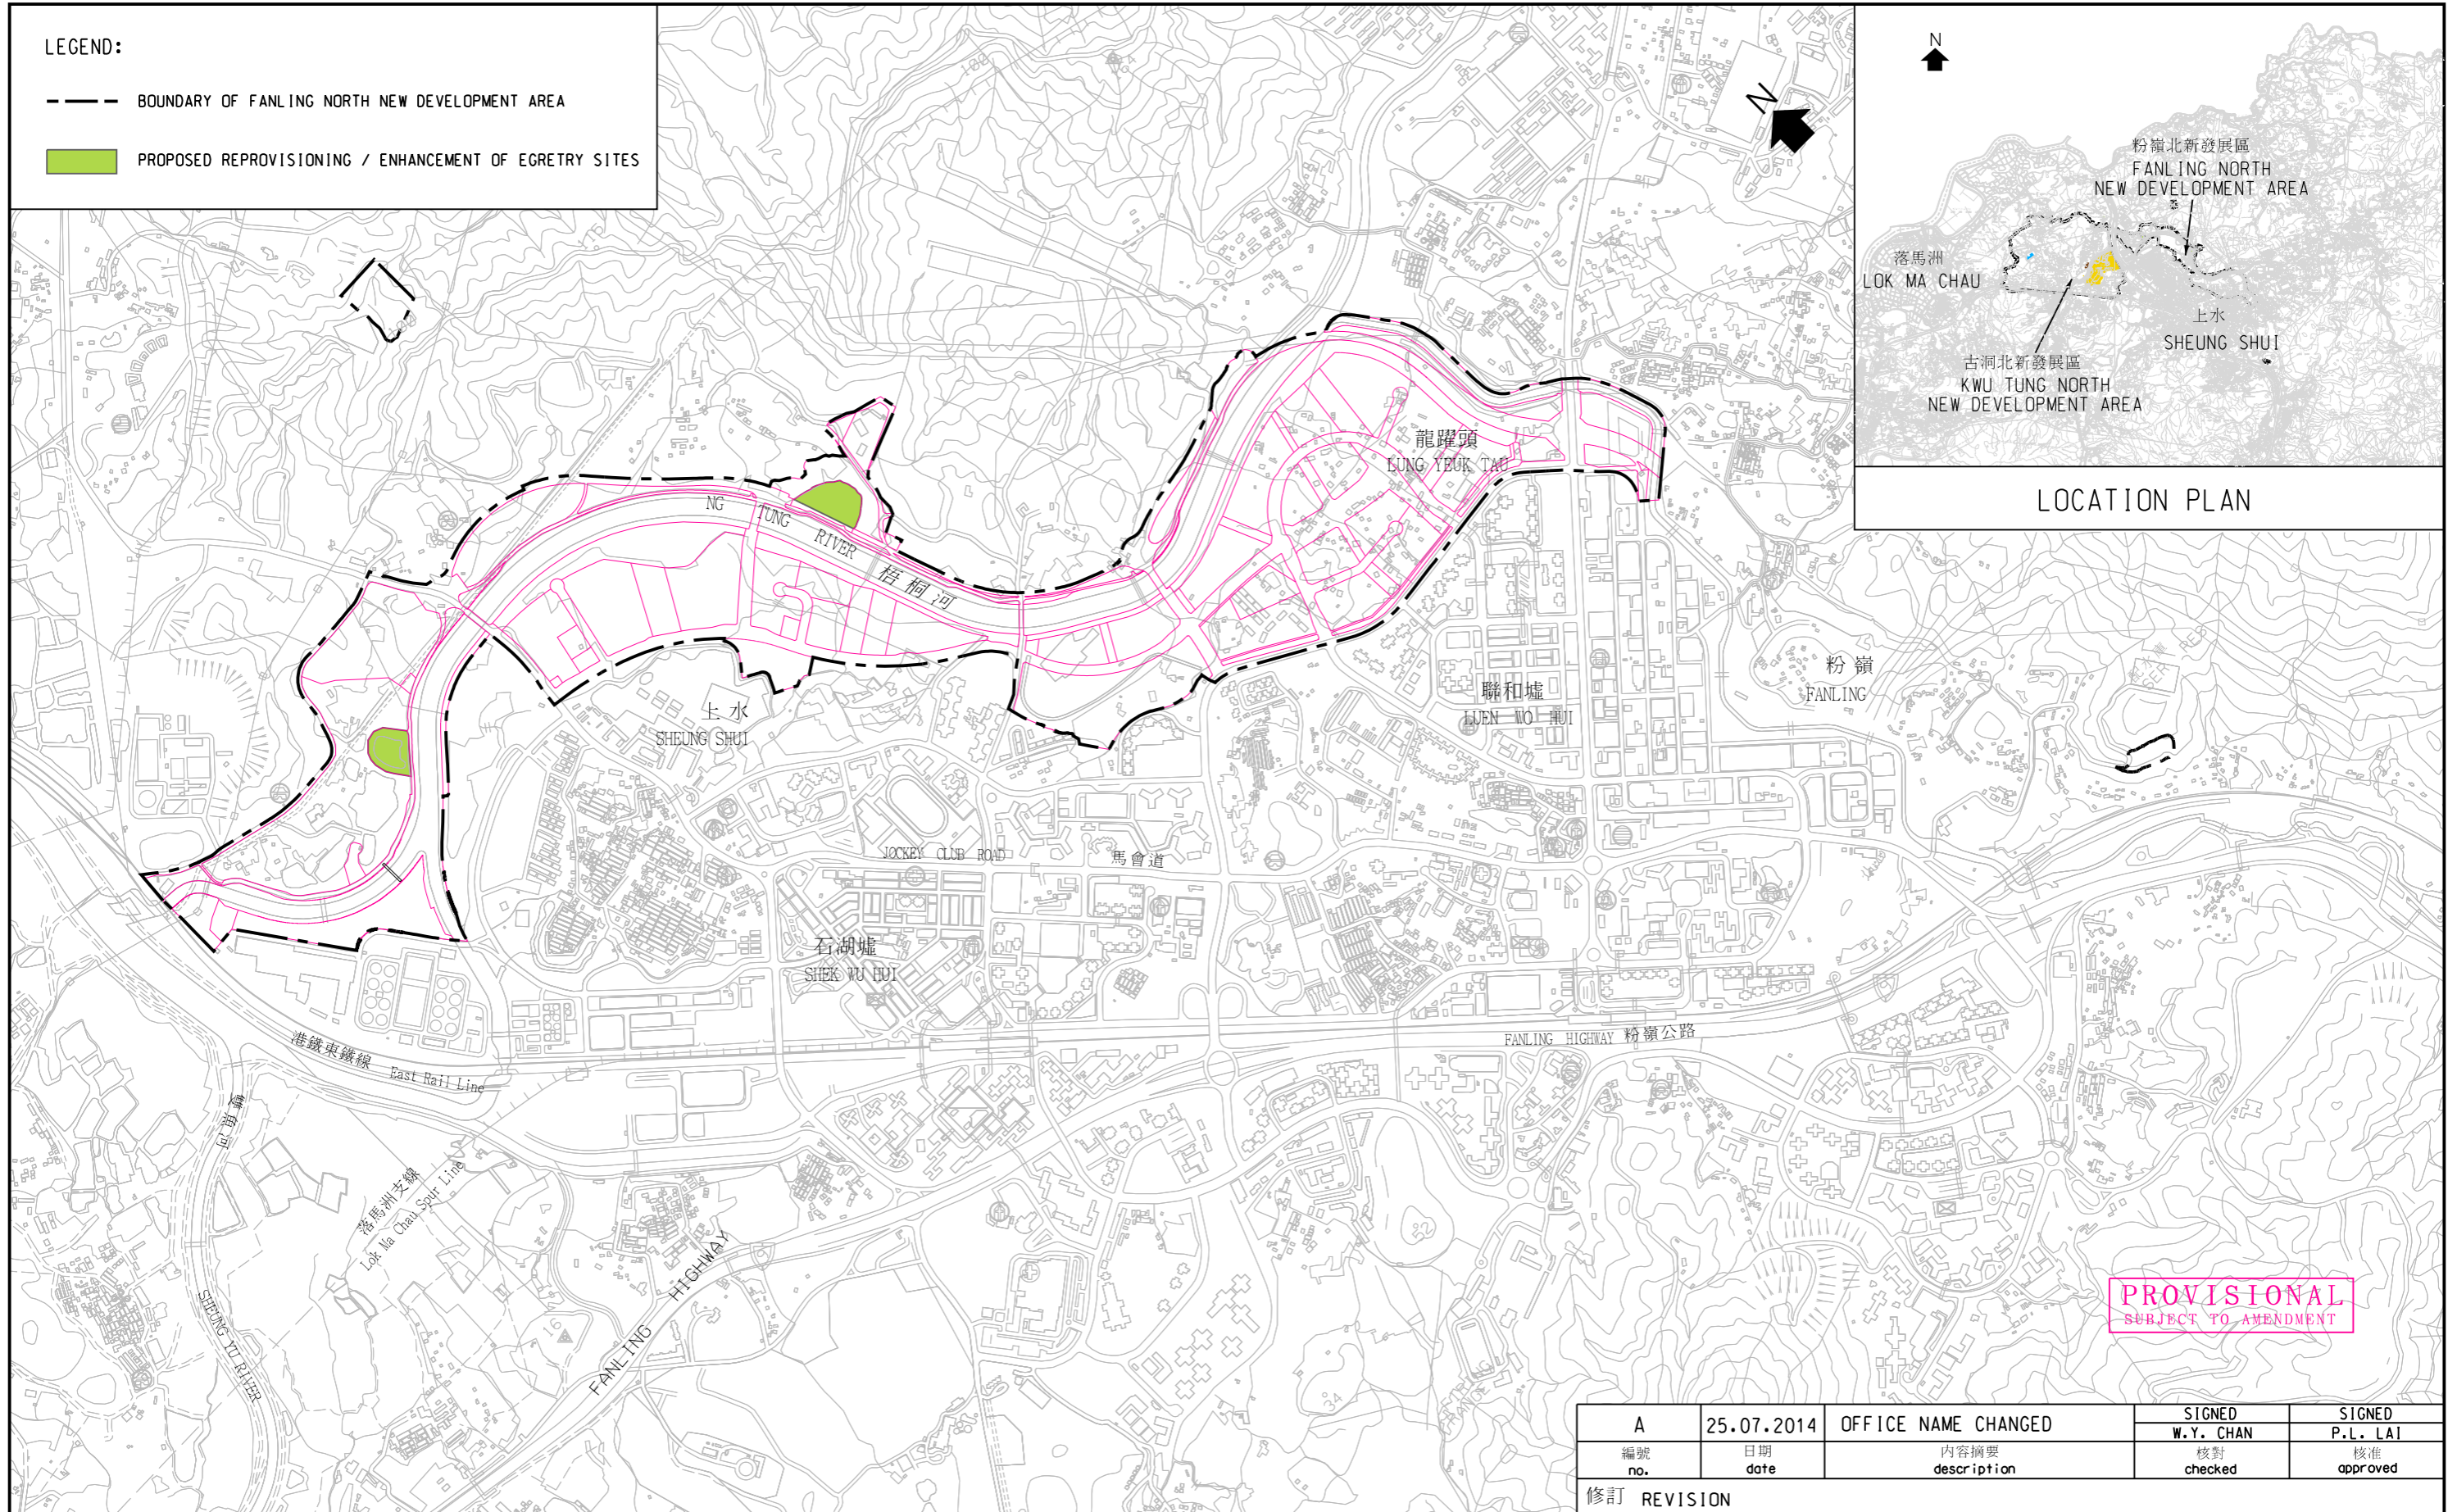 LEGEND:
BOUNDARY OF FANLING NORTH NEW DEVELOPMENT AREA
PROPOSED REPROVISIONING / ENHANCEMENT OF EGRETRY SITES
N
N
粉嶺北新發展區
FANLING NORTH
NEW DEVELOPMENT AREA
落馬洲
LOK MA CHAU
上水
SHEUNG SHUI
古洞北新發展區
KWU TUNG NORTH
NEW DEVELOPMENT AREA
LOCATION PLAN
龍躍頭
LUNG YEUK TAU
NG TUNG RIVER 梧桐河
上水
SHEUNG SHUI
聯和墟
LUEN WO HUI
粉嶺
FANLING
JOCKEY CLUB ROAD 馬會道
石湖墟
SHEK WU HUI
FANLING HIGHWAY 粉嶺公路
港鐵東鐵線 East Rail Line
落馬洲支線
Lok Ma Chau Spur Line
SHEUNG YU RIVER
FANLING HIGHWAY
PROVISIONAL
SUBJECT TO AMENDMENT
A 25.07.2014 OFFICE NAME CHANGED SIGNED W.Y. CHAN SIGNED P.L. LAI
編號 日期 內容摘要 核對 核准
no. date description checked approved
修訂 REVISION